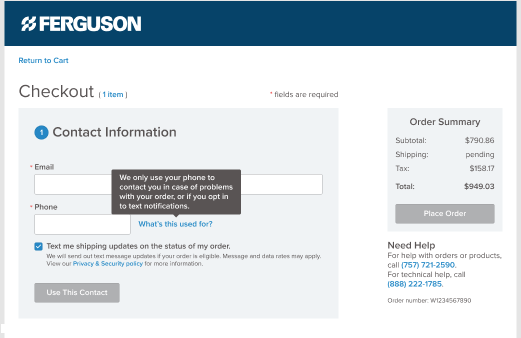 FERGUSON
Return to Cart
Checkout ( 1 item )
* fields are required
1 Contact Information
* Email
We only use your phone to
contact you in case of problems
with your order, or if you opt in
to text notifications.
* Phone
What's this used for?
Text me shipping updates on the status of my order.
We will send out text message updates if your order is eligible. Message and data rates may apply.
View our Privacy & Security policy for more information.
Use This Contact
Order Summary
Subtotal: $790.86
Shipping: pending
Tax: $158.17
Total: $949.03
Place Order
Need Help
For help with orders or products,
call (757) 721-2590.
For technical help, call
(888) 222-1785.
Order number: W1234567890